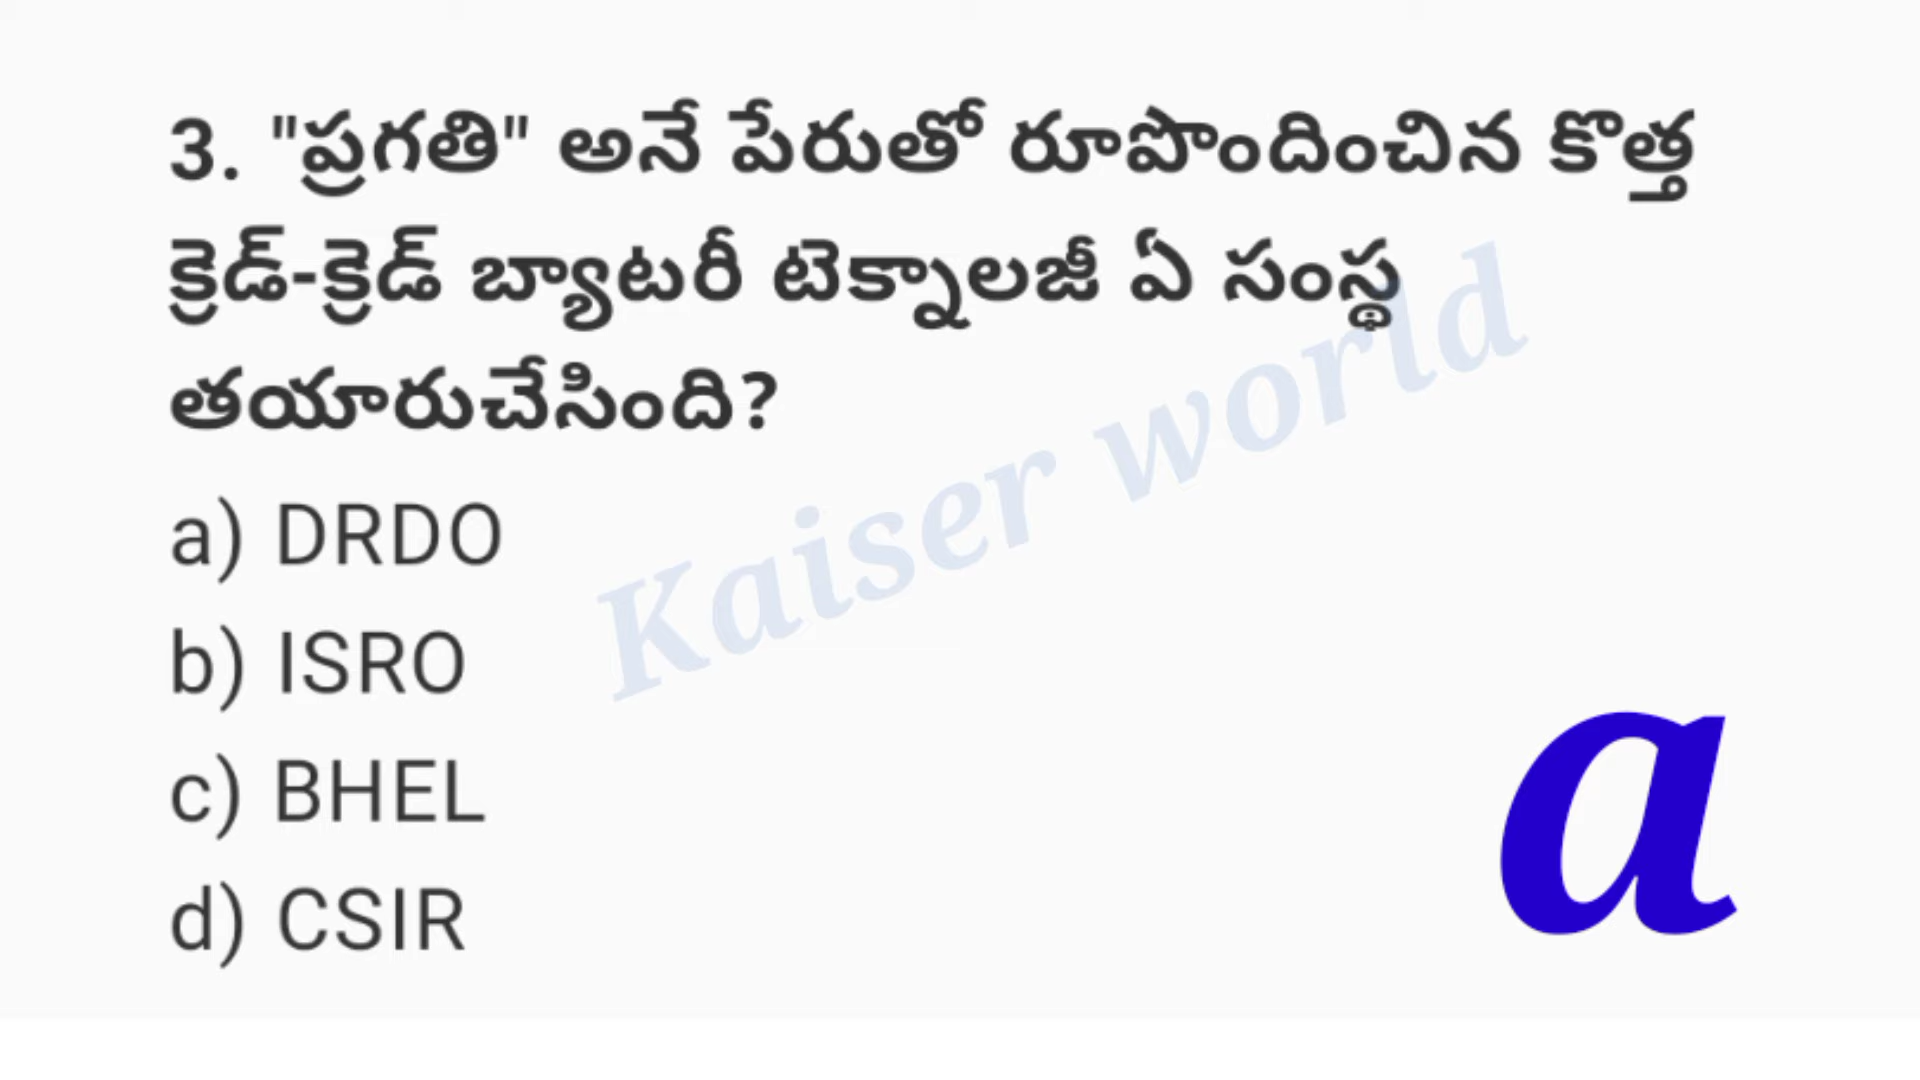 3. "ప్రగతి" అనే పేరుతో రూపొందించిన కొత్త
క్రెడ్-క్రెడ్ బ్యాటరీ టెక్నాలజీ ఏ సంస్థ
తయారుచేసింది?
a) DRDO
b) ISRO
c) BHEL
d) CSIR
Kaiser world
a